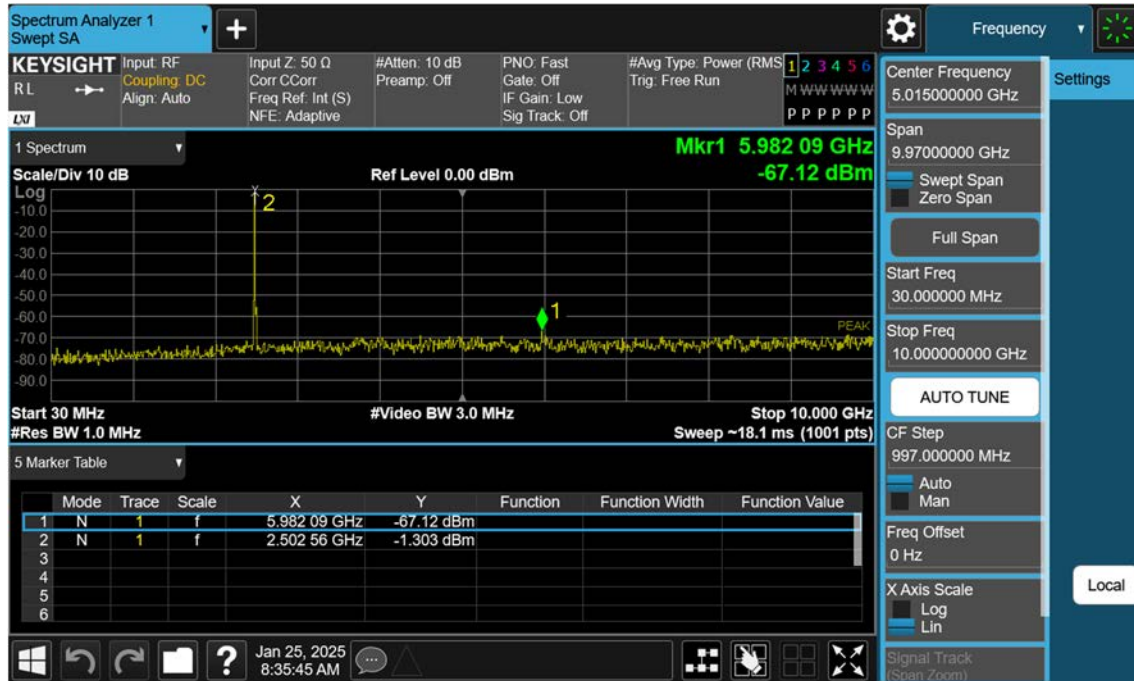 Spectrum Analyzer 1
Swept SA
Frequency
KEYSIGHT
RL
LXI
Input: RF
Coupling: DC
Align: Auto
Input Z: 50 Ω
Corr CCorr
Freq Ref: Int (S)
NFE: Adaptive
#Atten: 10 dB
Preamp: Off
PNO: Fast
Gate: Off
IF Gain: Low
Sig Track: Off
#Avg Type: Power (RMS
Trig: Free Run
1 2 3 4 5 6
M W W W W W
P P P P P P
1 Spectrum
Scale/Div 10 dB
Ref Level 0.00 dBm
Mkr1 5.982 09 GHz
-67.12 dBm
Log
-10.0
-20.0
-30.0
-40.0
-50.0
-60.0
-70.0
-80.0
-90.0
2
1
PEAK
Start 30 MHz
#Video BW 3.0 MHz
Stop 10.000 GHz
#Res BW 1.0 MHz
Sweep ~18.1 ms (1001 pts)
5 Marker Table
Mode Trace Scale X Y Function Function Width Function Value
1 N 1 f 5.982 09 GHz -67.12 dBm
2 N 1 f 2.502 56 GHz -1.303 dBm
3
4
5
6
Jan 25, 2025
8:35:45 AM
Center Frequency
5.015000000 GHz
Settings
Span
9.97000000 GHz
Swept Span
Zero Span
Full Span
Start Freq
30.000000 MHz
Stop Freq
10.000000000 GHz
AUTO TUNE
CF Step
997.000000 MHz
Auto
Man
Freq Offset
0 Hz
X Axis Scale
Log
Lin
Local
Signal Track
(Span Zoom)